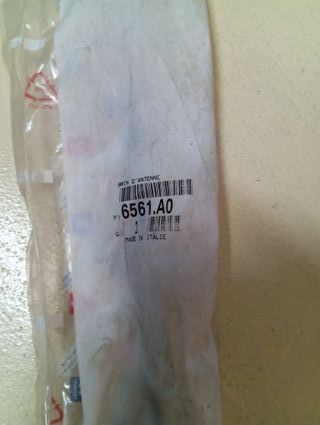 BRIN D'ANTENNE
P) 6561.A0
Q) 1
MADE IN ITALIE